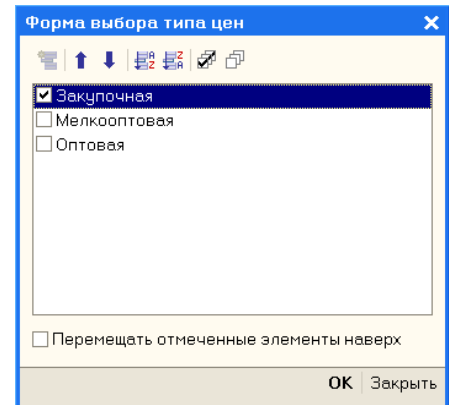 Форма выбора типа цен
Закупочная
Мелкооптовая
Оптовая
Перемещать отмеченные элементы наверх
OK Закрыть